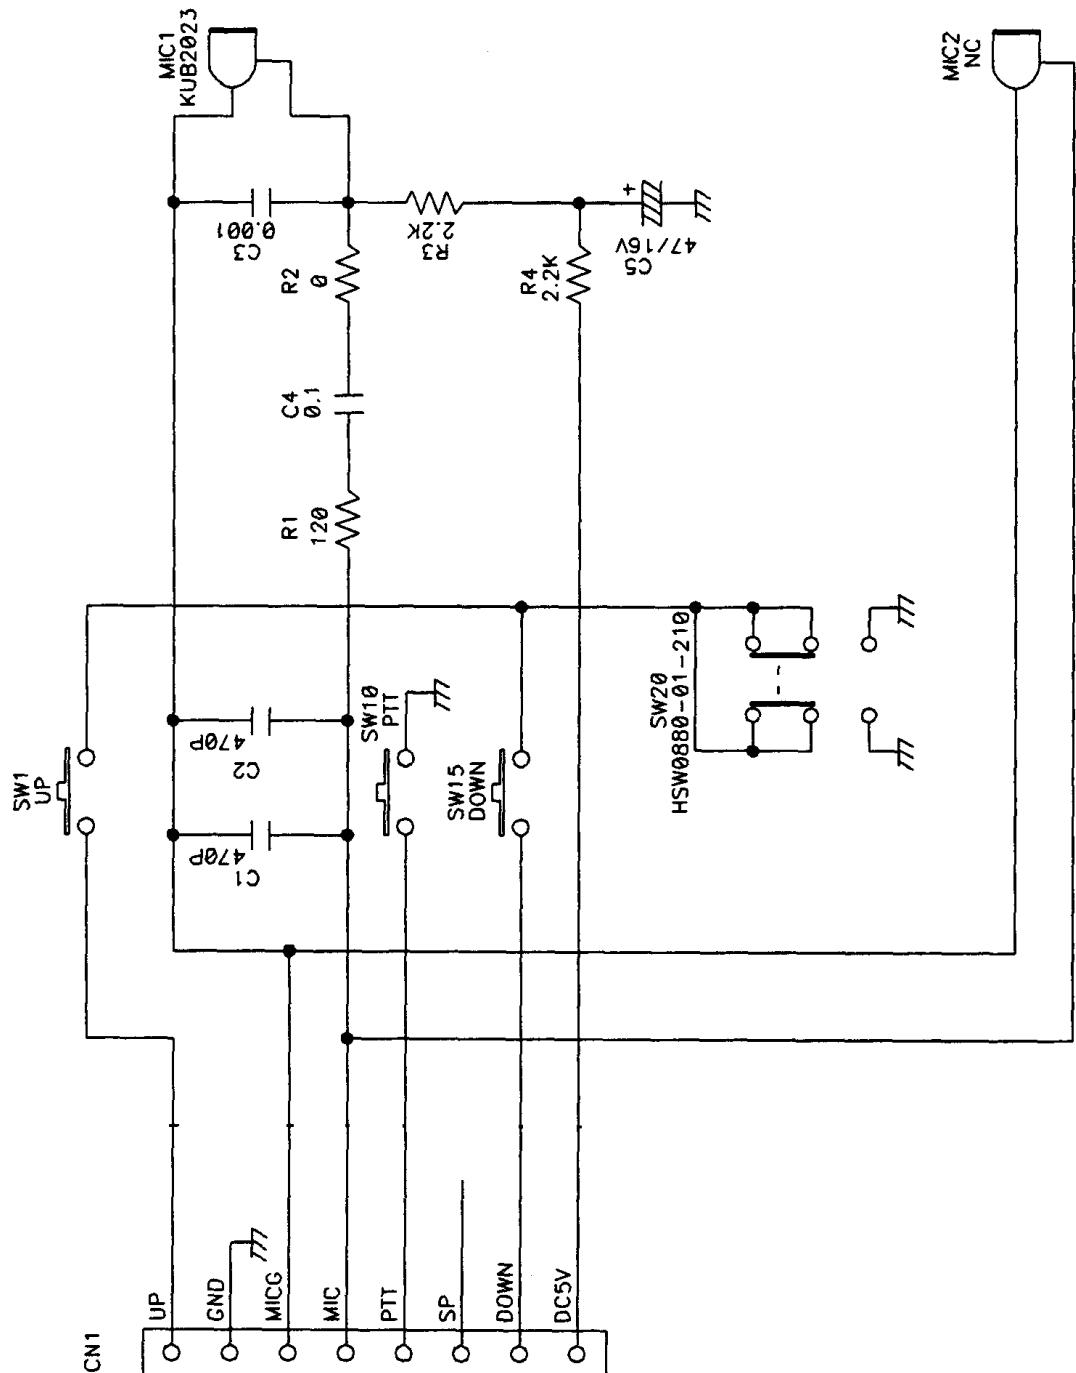 MIC1
KUB2023
MIC2
NC
C3
0.001
R2
0
R3
2.2K
R4
2.2K
+
C5
47/16V
C4
0.1
R1
120
SW1
UP
C2
470P
C1
470P
SW10
PTT
SW15
DOWN
SW20
HSW0880-01-210
CN1
UP
GND
MICG
MIC
PTT
SP
DOWN
DC5V